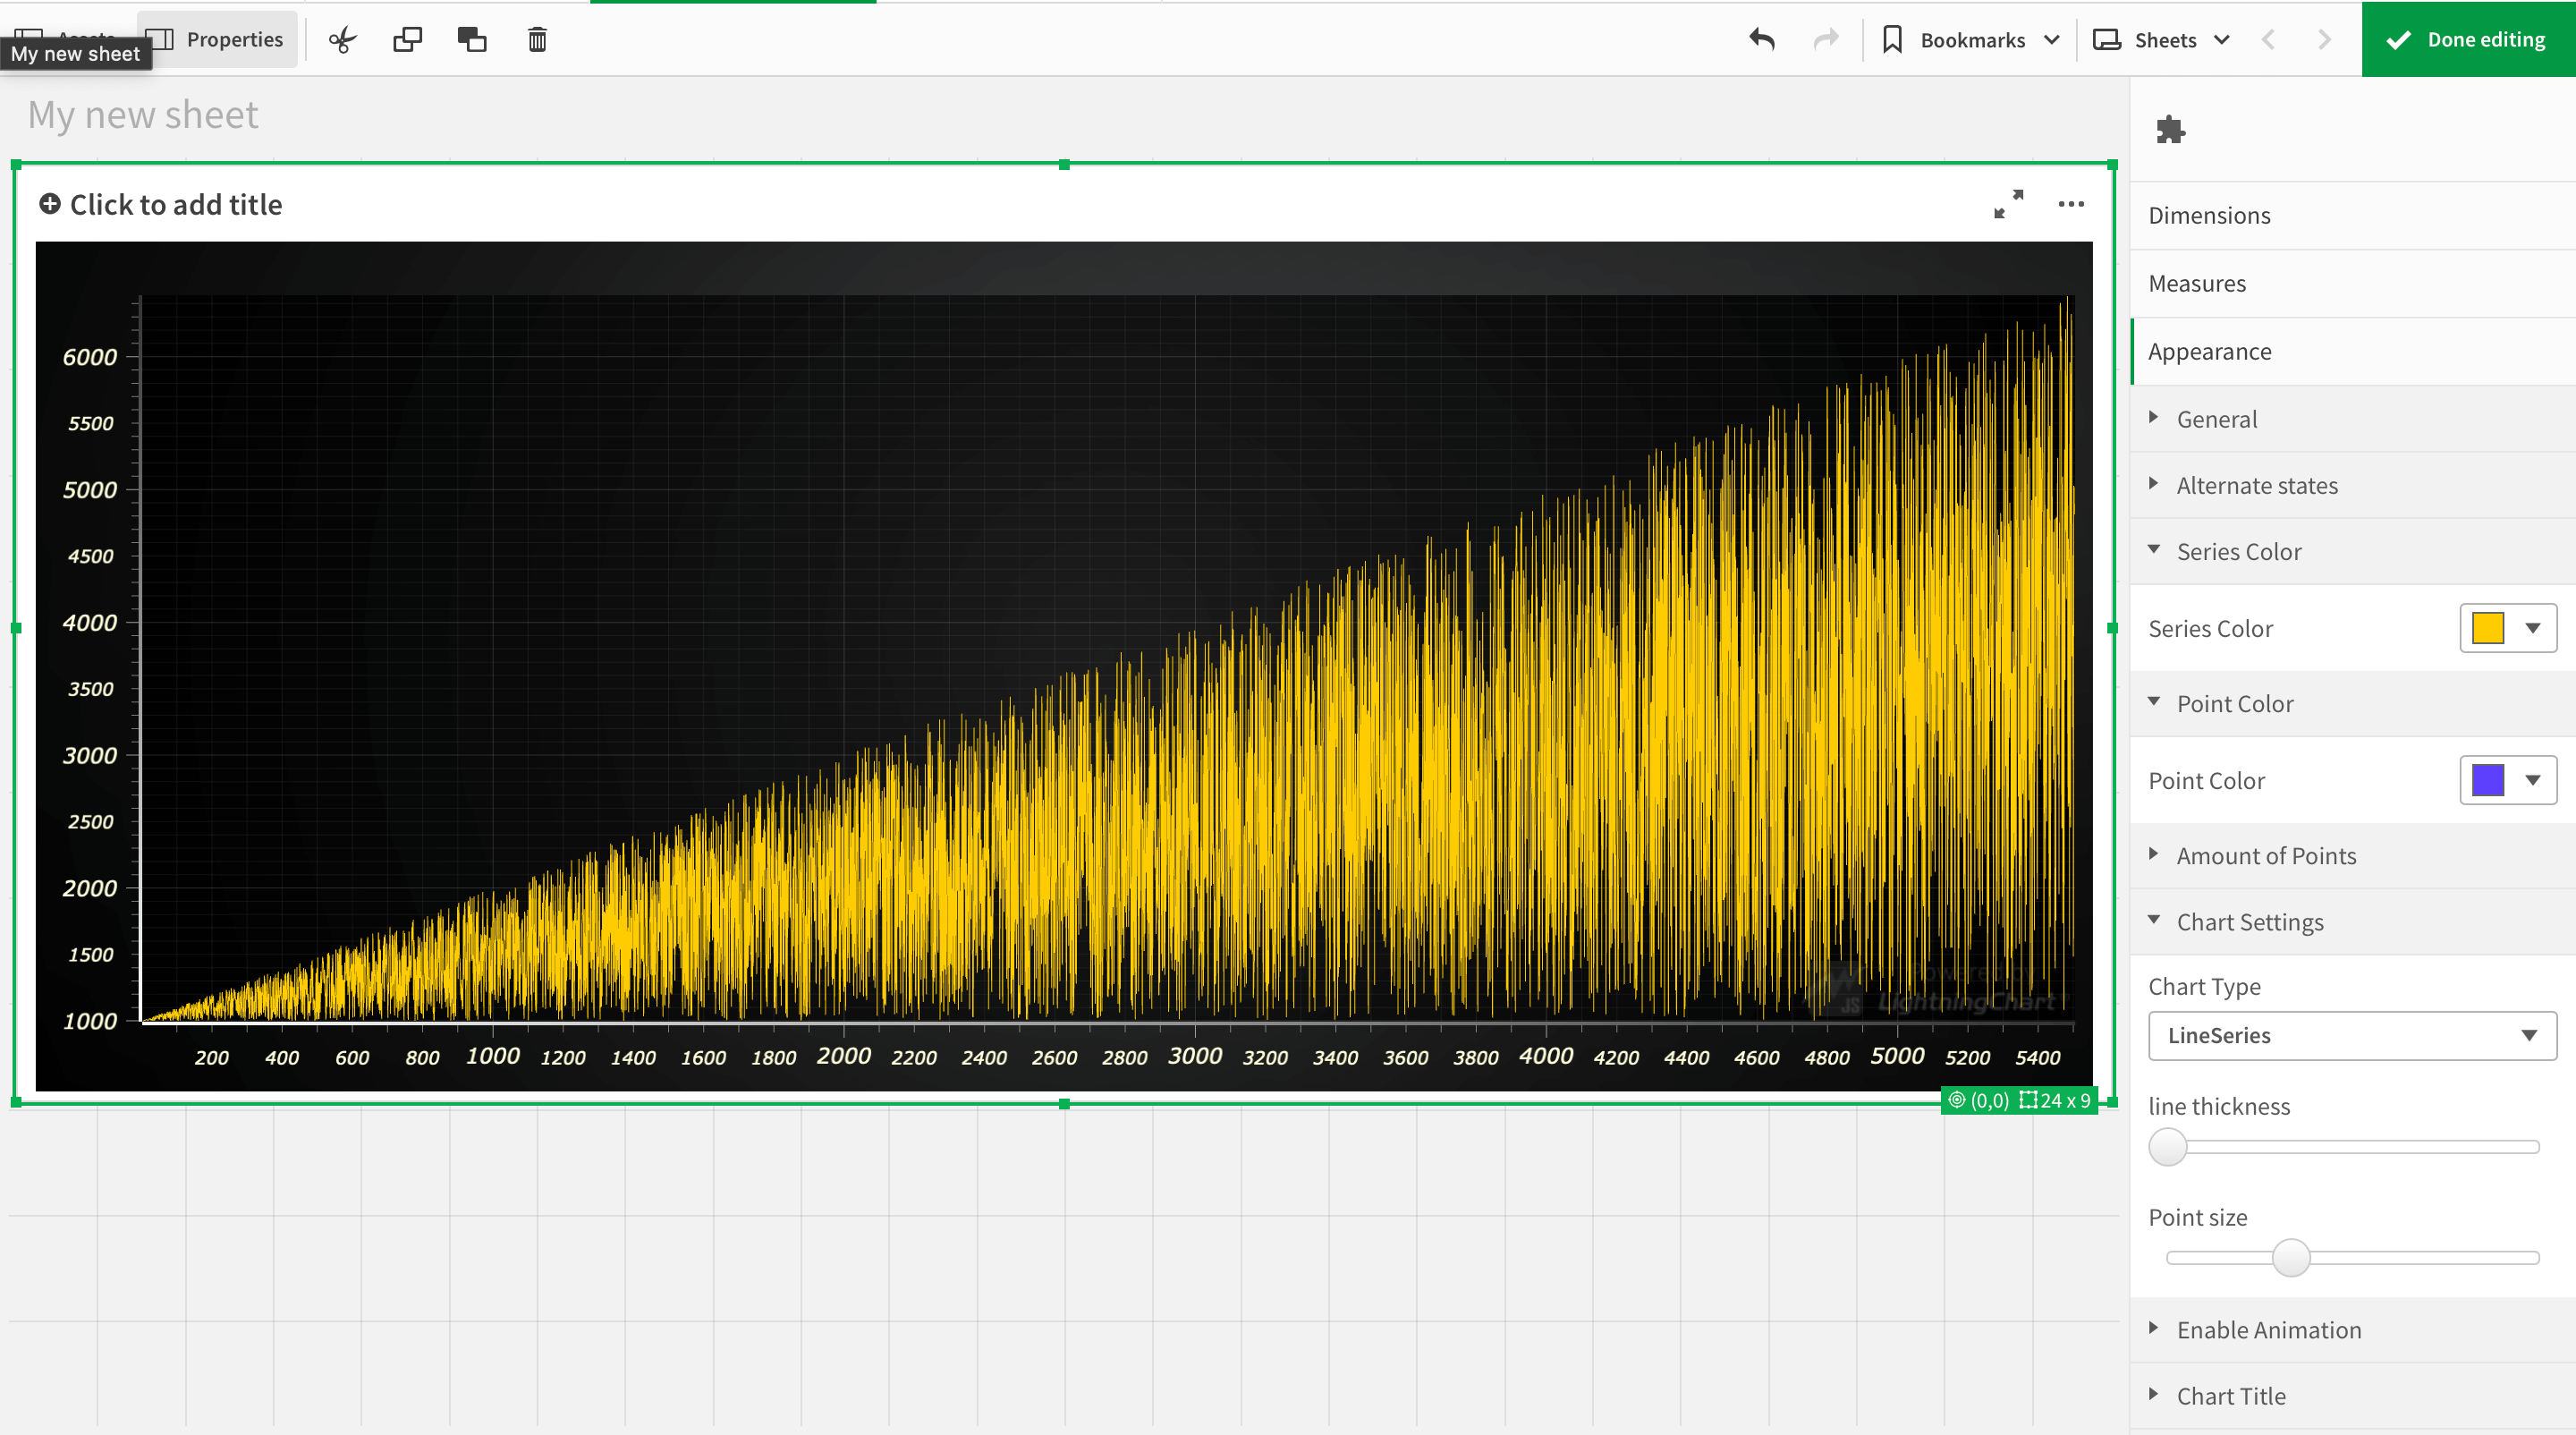 Properties
Bookmarks
Sheets
Done editing
My new sheet
My new sheet
Click to add title
6000
5500
5000
4500
4000
3500
3000
2500
2000
1500
1000
200 400 600 800 1000 1200 1400 1600 1800 2000 2200 2400 2600 2800 3000 3200 3400 3600 3800 4000 4200 4400 4600 4800 5000 5200 5400
Powered by
JS LightningChart
(0,0) 24 x 9
Dimensions
Measures
Appearance
General
Alternate states
Series Color
Series Color
Point Color
Point Color
Amount of Points
Chart Settings
Chart Type
LineSeries
line thickness
Point size
Enable Animation
Chart Title